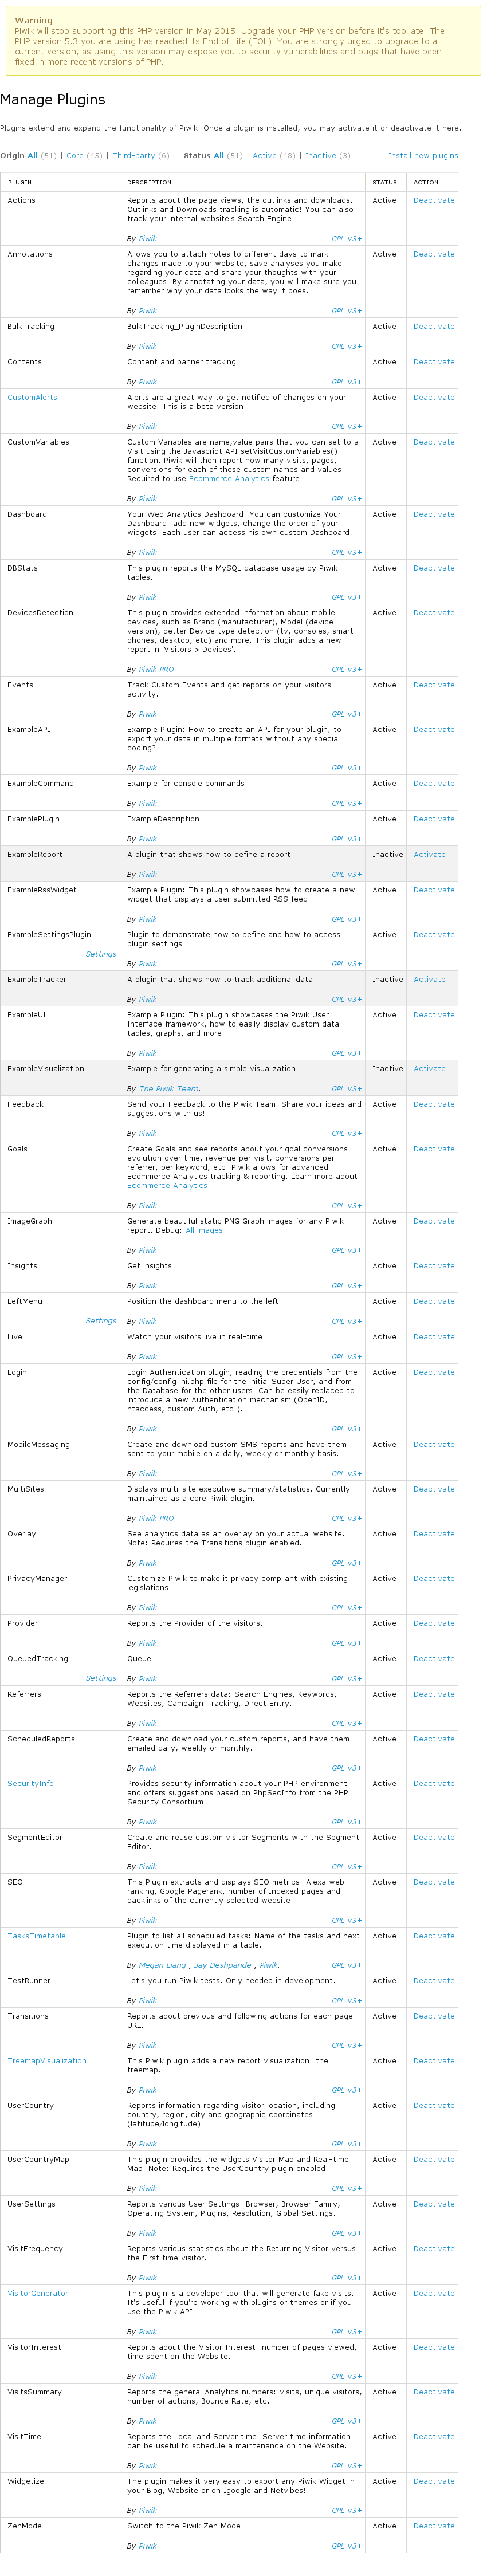 Warning
Piwik will stop supporting this PHP version in May 2015. Upgrade your PHP version before it's too late! The
PHP version 5.3 you are using has reached its End of Life (EOL). You are strongly urged to upgrade to a
current version, as using this version may expose you to security vulnerabilities and bugs that have been
fixed in more recent versions of PHP.
Manage Plugins
Plugins extend and expand the functionality of Piwik. Once a plugin is installed, you may activate it or deactivate it here.
Origin All (51) | Core (45) | Third-party (6) Status All (51) | Active (48) | Inactive (3) Install new plugins
PLUGIN DESCRIPTION STATUS ACTION
Actions Reports about the page views, the outlinks and downloads. Active Deactivate
Outlinks and Downloads tracking is automatic! You can also
track your internal website's Search Engine.
By Piwik. GPL v3+
Annotations Allows you to attach notes to different days to mark Active Deactivate
changes made to your website, save analyses you make
regarding your data and share your thoughts with your
colleagues. By annotating your data, you will make sure you
remember why your data looks the way it does.
By Piwik. GPL v3+
BulkTracking BulkTracking_PluginDescription Active Deactivate
By Piwik. GPL v3+
Contents Content and banner tracking Active Deactivate
By Piwik. GPL v3+
CustomAlerts Alerts are a great way to get notified of changes on your Active Deactivate
website. This is a beta version.
By Piwik. GPL v3+
CustomVariables Custom Variables are name,value pairs that you can set to a Active Deactivate
Visit using the Javascript API setVisitCustomVariables()
function. Piwik will then report how many visits, pages,
conversions for each of these custom names and values.
Required to use Ecommerce Analytics feature!
By Piwik. GPL v3+
Dashboard Your Web Analytics Dashboard. You can customize Your Active Deactivate
Dashboard: add new widgets, change the order of your
widgets. Each user can access his own custom Dashboard.
By Piwik. GPL v3+
DBStats This plugin reports the MySQL database usage by Piwik Active Deactivate
tables.
By Piwik. GPL v3+
DevicesDetection This plugin provides extended information about mobile Active Deactivate
devices, such as Brand (manufacturer), Model (device
version), better Device type detection (tv, consoles, smart
phones, desktop, etc) and more. This plugin adds a new
report in 'Visitors > Devices'.
By Piwik PRO. GPL v3+
Events Track Custom Events and get reports on your visitors Active Deactivate
activity.
By Piwik. GPL v3+
ExampleAPI Example Plugin: How to create an API for your plugin, to Active Deactivate
export your data in multiple formats without any special
coding?
By Piwik. GPL v3+
ExampleCommand Example for console commands Active Deactivate
By Piwik. GPL v3+
ExamplePlugin ExampleDescription Active Deactivate
By Piwik. GPL v3+
ExampleReport A plugin that shows how to define a report Inactive Activate
By Piwik. GPL v3+
ExampleRssWidget Example Plugin: This plugin showcases how to create a new Active Deactivate
widget that displays a user submitted RSS feed.
By Piwik. GPL v3+
ExampleSettingsPlugin Plugin to demonstrate how to define and how to access Active Deactivate
plugin settings
Settings
By Piwik. GPL v3+
ExampleTracker A plugin that shows how to track additional data Inactive Activate
By Piwik. GPL v3+
ExampleUI Example Plugin: This plugin showcases the Piwik User Active Deactivate
Interface framework, how to easily display custom data
tables, graphs, and more.
By Piwik. GPL v3+
ExampleVisualization Example for generating a simple visualization Inactive Activate
By The Piwik Team. GPL v3+
Feedback Send your Feedback to the Piwik Team. Share your ideas and Active Deactivate
suggestions with us!
By Piwik. GPL v3+
Goals Create Goals and see reports about your goal conversions: Active Deactivate
evolution over time, revenue per visit, conversions per
referrer, per keyword, etc. Piwik allows for advanced
Ecommerce Analytics tracking & reporting. Learn more about
Ecommerce Analytics.
By Piwik. GPL v3+
ImageGraph Generate beautiful static PNG Graph images for any Piwik Active Deactivate
report. Debug: All images
By Piwik. GPL v3+
Insights Get insights Active Deactivate
By Piwik. GPL v3+
LeftMenu Position the dashboard menu to the left. Active Deactivate
Settings By Piwik. GPL v3+
Live Watch your visitors live in real-time! Active Deactivate
By Piwik. GPL v3+
Login Login Authentication plugin, reading the credentials from the Active Deactivate
config/config.ini.php file for the initial Super User, and from
the Database for the other users. Can be easily replaced to
introduce a new Authentication mechanism (OpenID,
htaccess, custom Auth, etc.).
By Piwik. GPL v3+
MobileMessaging Create and download custom SMS reports and have them Active Deactivate
sent to your mobile on a daily, weekly or monthly basis.
By Piwik. GPL v3+
MultiSites Displays multi-site executive summary/statistics. Currently Active Deactivate
maintained as a core Piwik plugin.
By Piwik PRO. GPL v3+
Overlay See analytics data as an overlay on your actual website. Active Deactivate
Note: Requires the Transitions plugin enabled.
By Piwik. GPL v3+
PrivacyManager Customize Piwik to make it privacy compliant with existing Active Deactivate
legislations.
By Piwik. GPL v3+
Provider Reports the Provider of the visitors. Active Deactivate
By Piwik. GPL v3+
QueuedTracking Queue Active Deactivate
Settings By Piwik. GPL v3+
Referrers Reports the Referrers data: Search Engines, Keywords, Active Deactivate
Websites, Campaign Tracking, Direct Entry.
By Piwik. GPL v3+
ScheduledReports Create and download your custom reports, and have them Active Deactivate
emailed daily, weekly or monthly.
By Piwik. GPL v3+
SecurityInfo Provides security information about your PHP environment Active Deactivate
and offers suggestions based on PhpSecInfo from the PHP
Security Consortium.
By Piwik. GPL v3+
SegmentEditor Create and reuse custom visitor Segments with the Segment Active Deactivate
Editor.
By Piwik. GPL v3+
SEO This Plugin extracts and displays SEO metrics: Alexa web Active Deactivate
ranking, Google Pagerank, number of Indexed pages and
backlinks of the currently selected website.
By Piwik. GPL v3+
TasksTimetable Plugin to list all scheduled tasks: Name of the tasks and next Active Deactivate
execution time displayed in a table.
By Megan Liang , Jay Deshpande , Piwik. GPL v3+
TestRunner Let's you run Piwik tests. Only needed in development. Active Deactivate
By Piwik. GPL v3+
Transitions Reports about previous and following actions for each page Active Deactivate
URL.
By Piwik. GPL v3+
TreemapVisualization This Piwik plugin adds a new report visualization: the Active Deactivate
treemap.
By Piwik. GPL v3+
UserCountry Reports information regarding visitor location, including Active Deactivate
country, region, city and geographic coordinates
(latitude/longitude).
By Piwik. GPL v3+
UserCountryMap This plugin provides the widgets Visitor Map and Real-time Active Deactivate
Map. Note: Requires the UserCountry plugin enabled.
By Piwik. GPL v3+
UserSettings Reports various User Settings: Browser, Browser Family, Active Deactivate
Operating System, Plugins, Resolution, Global Settings.
By Piwik. GPL v3+
VisitFrequency Reports various statistics about the Returning Visitor versus Active Deactivate
the First time visitor.
By Piwik. GPL v3+
VisitorGenerator This plugin is a developer tool that will generate fake visits. Active Deactivate
It's useful if you're working with plugins or themes or if you
use the Piwik API.
By Piwik. GPL v3+
VisitorInterest Reports about the Visitor Interest: number of pages viewed, Active Deactivate
time spent on the Website.
By Piwik. GPL v3+
VisitsSummary Reports the general Analytics numbers: visits, unique visitors, Active Deactivate
number of actions, Bounce Rate, etc.
By Piwik. GPL v3+
VisitTime Reports the Local and Server time. Server time information Active Deactivate
can be useful to schedule a maintenance on the Website.
By Piwik. GPL v3+
Widgetize The plugin makes it very easy to export any Piwik Widget in Active Deactivate
your Blog, Website or on Igoogle and Netvibes!
By Piwik. GPL v3+
ZenMode Switch to the Piwik Zen Mode Active Deactivate
By Piwik. GPL v3+